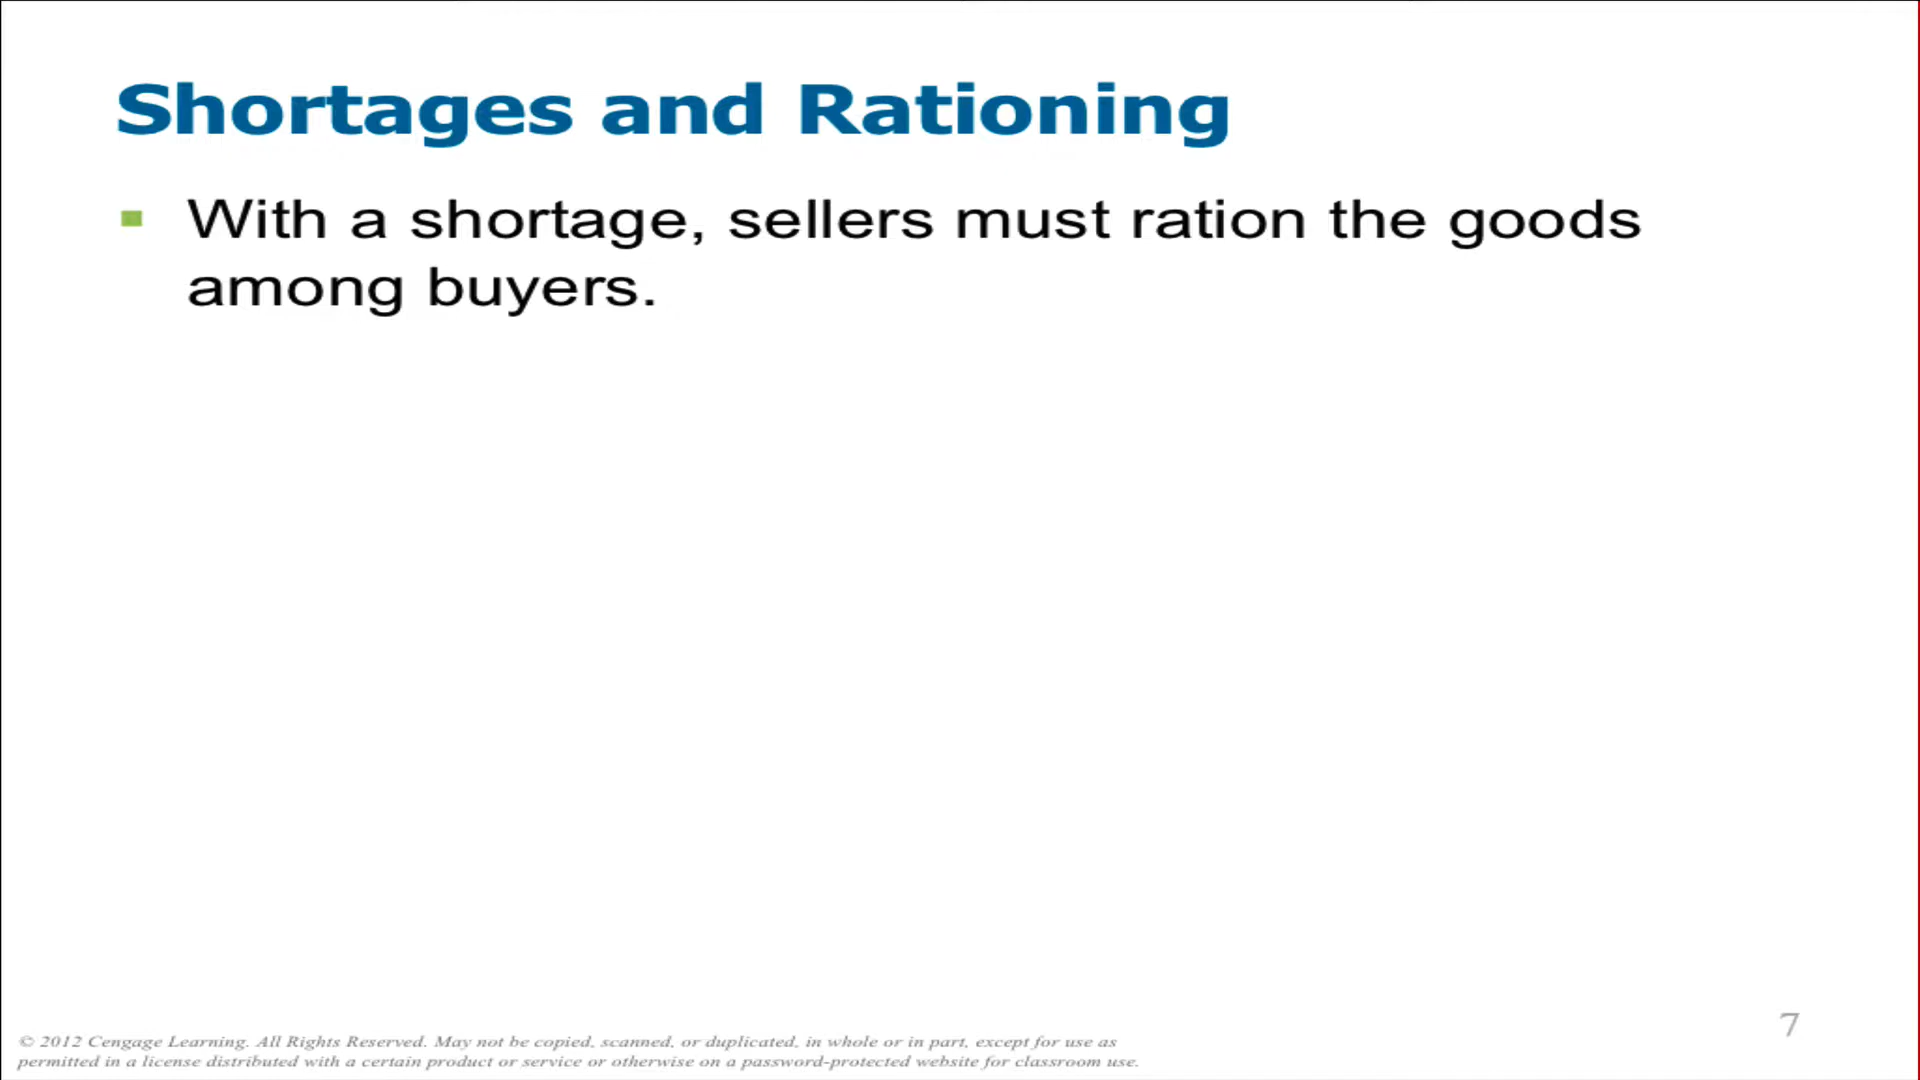 Shortages and Rationing
With a shortage, sellers must ration the goods
among buyers.
7
© 2012 Cengage Learning. All Rights Reserved. May not be copied, scanned, or duplicated, in whole or in part, except for use as
permitted in a license distributed with a certain product or service or otherwise on a password-protected website for classroom use.